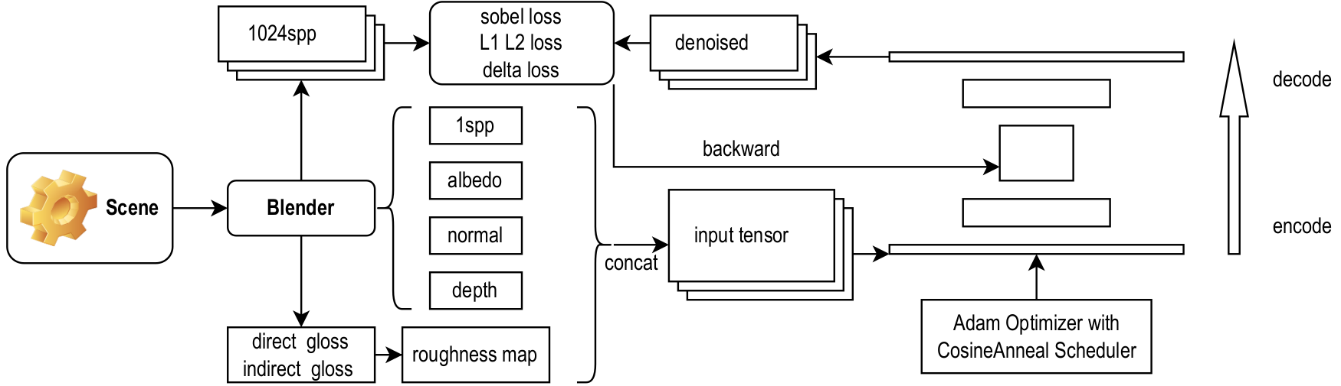 1024spp
sobel loss
L1 L2 loss
delta loss
denoised
decode
1spp
backward
albedo
Scene
Blender
normal
input tensor
encode
concat
depth
direct gloss
indirect gloss
roughness map
Adam Optimizer with
CosineAnneal Scheduler